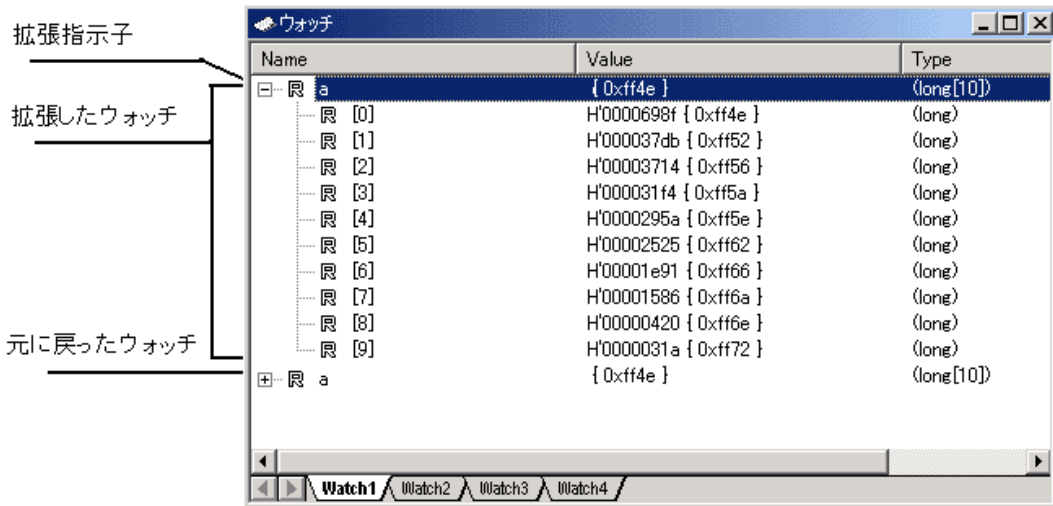 拡張指示子
拡張したウォッチ
元に戻ったウォッチ
ウォッチ
Name Value Type
R a { 0xff4e } (long[10])
R [0] H'0000698f { 0xff4e } (long)
R [1] H'000037db { 0xff52 } (long)
R [2] H'00003714 { 0xff56 } (long)
R [3] H'000031f4 { 0xff5a } (long)
R [4] H'0000295a { 0xff5e } (long)
R [5] H'00002525 { 0xff62 } (long)
R [6] H'00001e91 { 0xff66 } (long)
R [7] H'00001586 { 0xff6a } (long)
R [8] H'00000420 { 0xff6e } (long)
R [9] H'0000031a { 0xff72 } (long)
R a { 0xff4e } (long[10])
Watch1 Watch2 Watch3 Watch4